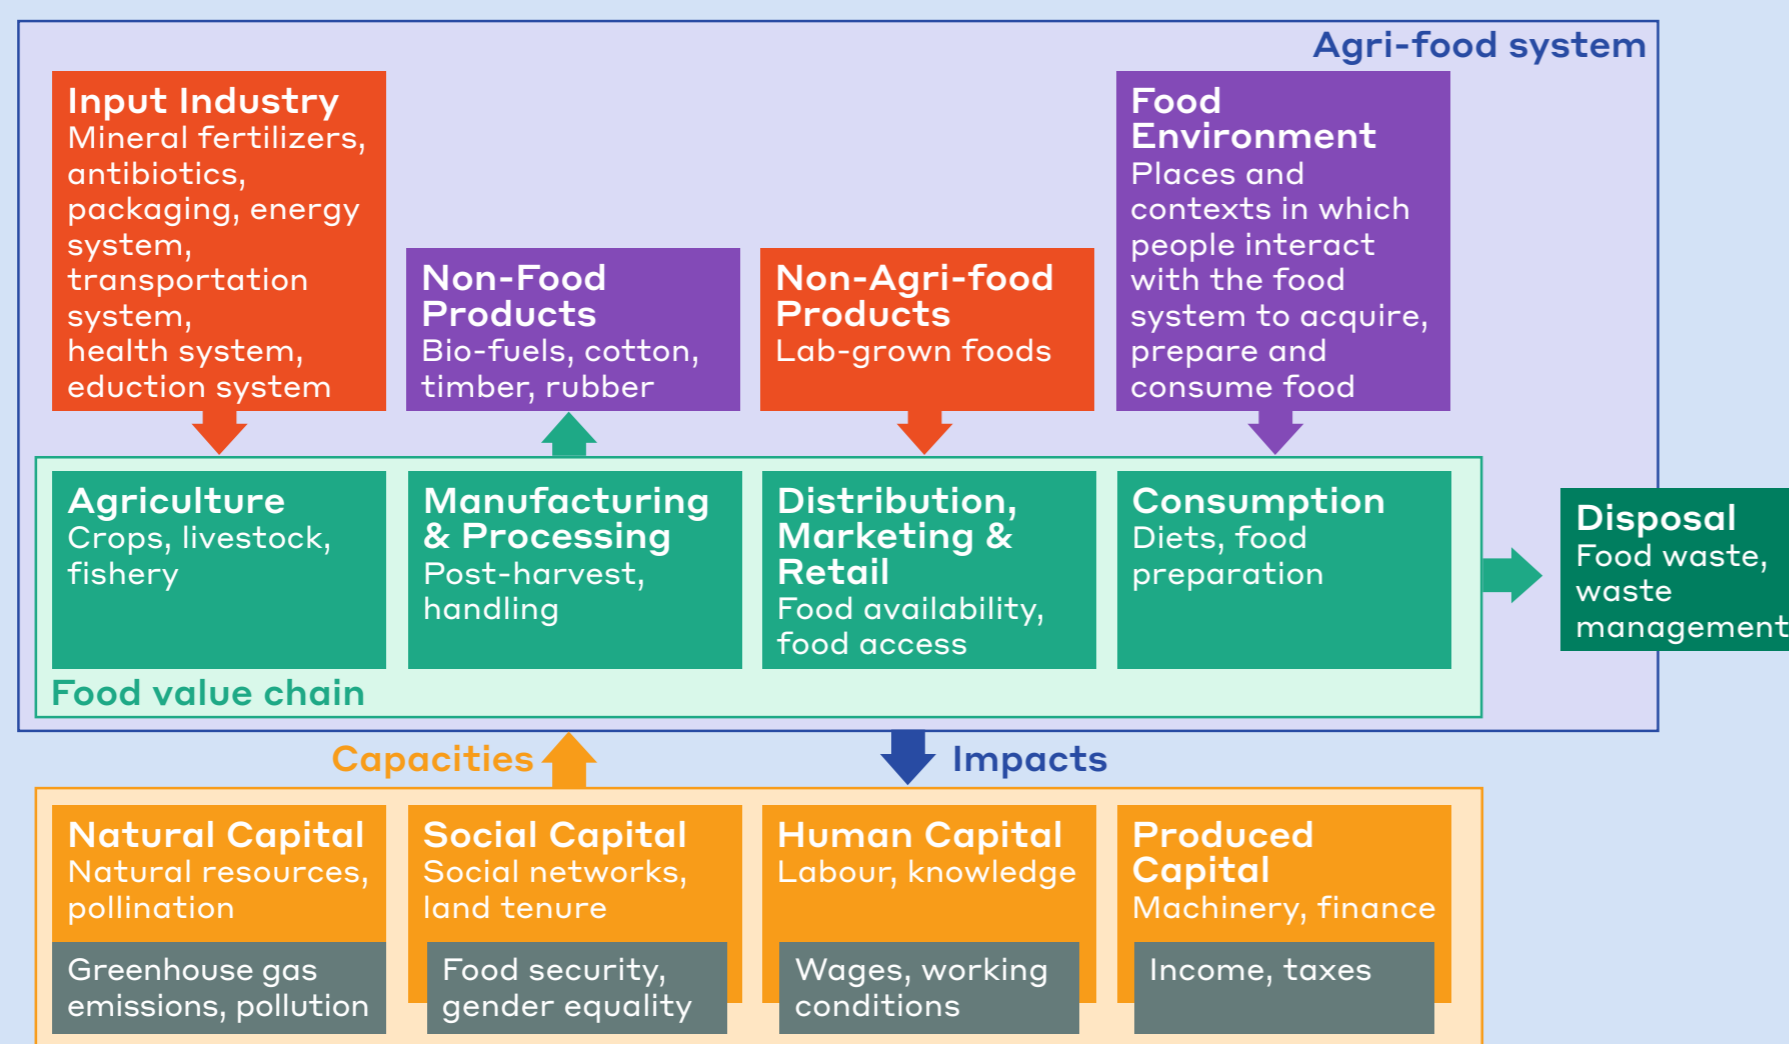 Agri-food system
Input Industry
Mineral fertilizers,
antibiotics,
packaging, energy
system,
transportation
system,
health system,
eduction system
Non-Food
Products
Bio-fuels, cotton,
timber, rubber
Non-Agri-food
Products
Lab-grown foods
Food
Environment
Places and
contexts in which
people interact
with the food
system to acquire,
prepare and
consume food
Agriculture
Crops, livestock,
fishery
Manufacturing
& Processing
Post-harvest,
handling
Distribution,
Marketing &
Retail
Food availability,
food access
Consumption
Diets, food
preparation
Disposal
Food waste,
waste
management
Food value chain
Capacities
Impacts
Natural Capital
Natural resources,
pollination
Greenhouse gas
emissions, pollution
Social Capital
Social networks,
land tenure
Food security,
gender equality
Human Capital
Labour, knowledge
Wages, working
conditions
Produced
Capital
Machinery, finance
Income, taxes